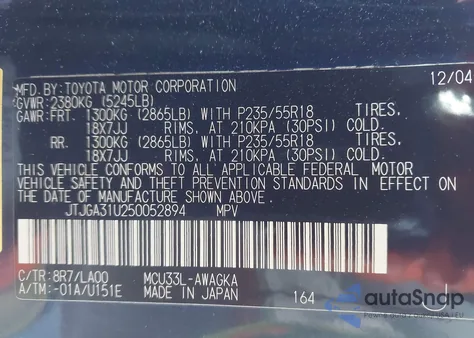 MFD. BY: TOYOTA MOTOR CORPORATION 12/04
GVWR: 2380KG (5245LB)
GAWR: FRT. 1300KG (2865LB) WITH P235/55R18 TIRES,
18X7JJ RIMS, AT 210KPA (30PSI) COLD.
RR. 1300KG (2865LB) WITH P235/55R18 TIRES,
18X7JJ RIMS, AT 210KPA (30PSI) COLD.
THIS VEHICLE CONFORMS TO ALL APPLICABLE FEDERAL MOTOR
VEHICLE SAFETY AND THEFT PREVENTION STANDARDS IN EFFECT ON
THE DATE OF MANUFACTURE SHOWN ABOVE.
JTJGA31U250052894 MPV
C/TR: 8R7/LA00 MCU33L-AWAGKA
A/TM: -01A/U151E MADE IN JAPAN 164 J
autoSnap